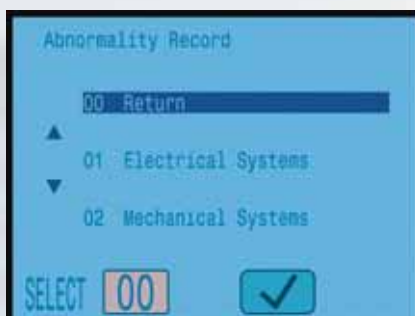 Abnormality Record
00 Return
01 Electrical Systems
02 Mechanical Systems
SELECT 00